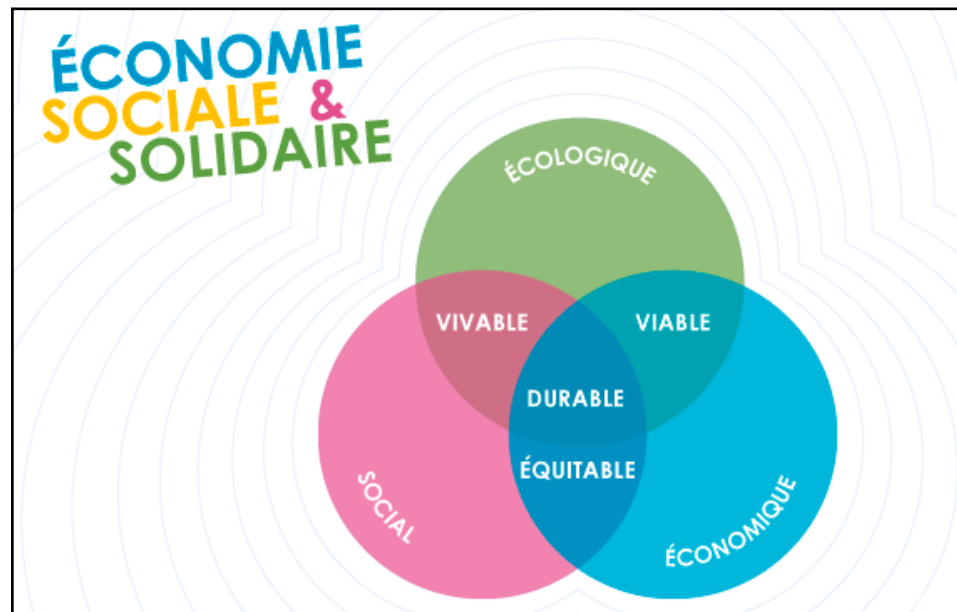 ÉCONOMIE
SOCIALE &
SOLIDAIRE
ÉCOLOGIQUE
VIVABLE
VIABLE
DURABLE
ÉQUITABLE
SOCIAL
ÉCONOMIQUE